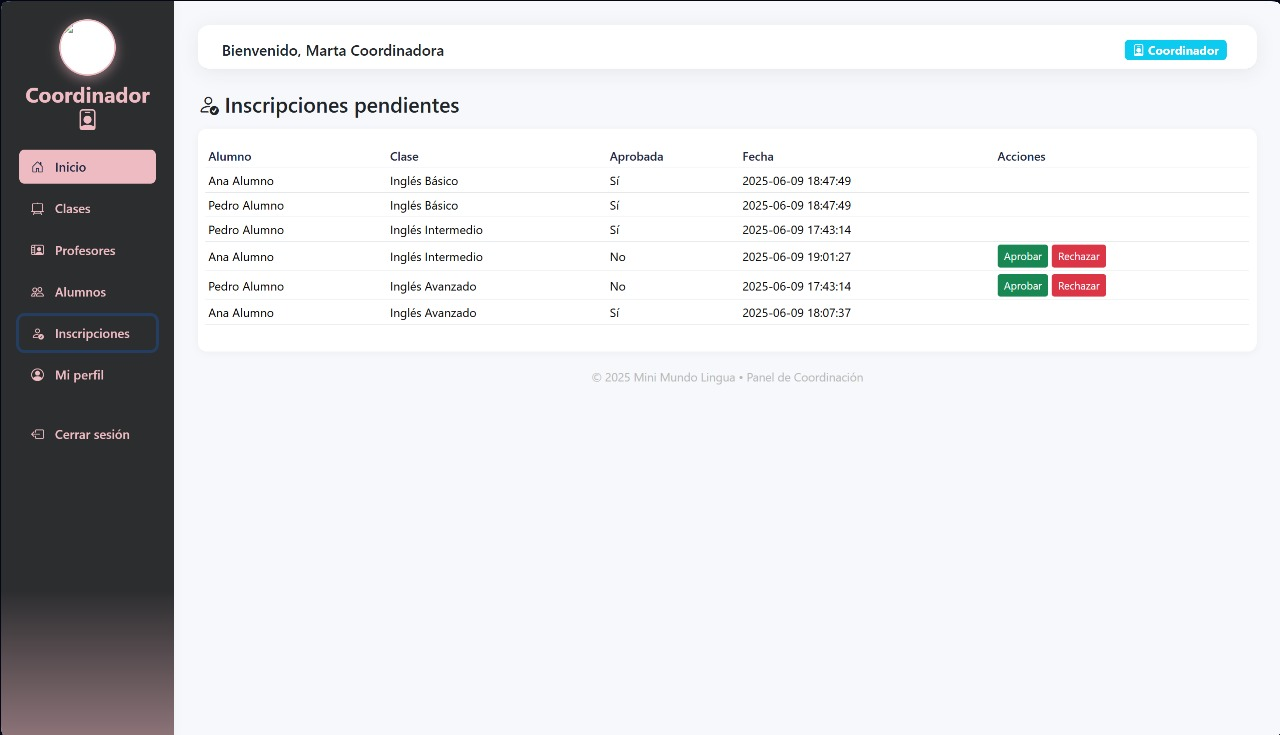 Coordinador
Inicio
Clases
Profesores
Alumnos
Inscripciones
Mi perfil
Cerrar sesión
Bienvenido, Marta Coordinadora
Coordinador
Inscripciones pendientes
Alumno Clase Aprobada Fecha Acciones
Ana Alumno Inglés Básico Sí 2025-06-09 18:47:49
Pedro Alumno Inglés Básico Sí 2025-06-09 18:47:49
Pedro Alumno Inglés Intermedio Sí 2025-06-09 17:43:14
Ana Alumno Inglés Intermedio No 2025-06-09 19:01:27 Aprobar Rechazar
Pedro Alumno Inglés Avanzado No 2025-06-09 17:43:14 Aprobar Rechazar
Ana Alumno Inglés Avanzado Sí 2025-06-09 18:07:37
© 2025 Mini Mundo Lingua • Panel de Coordinación